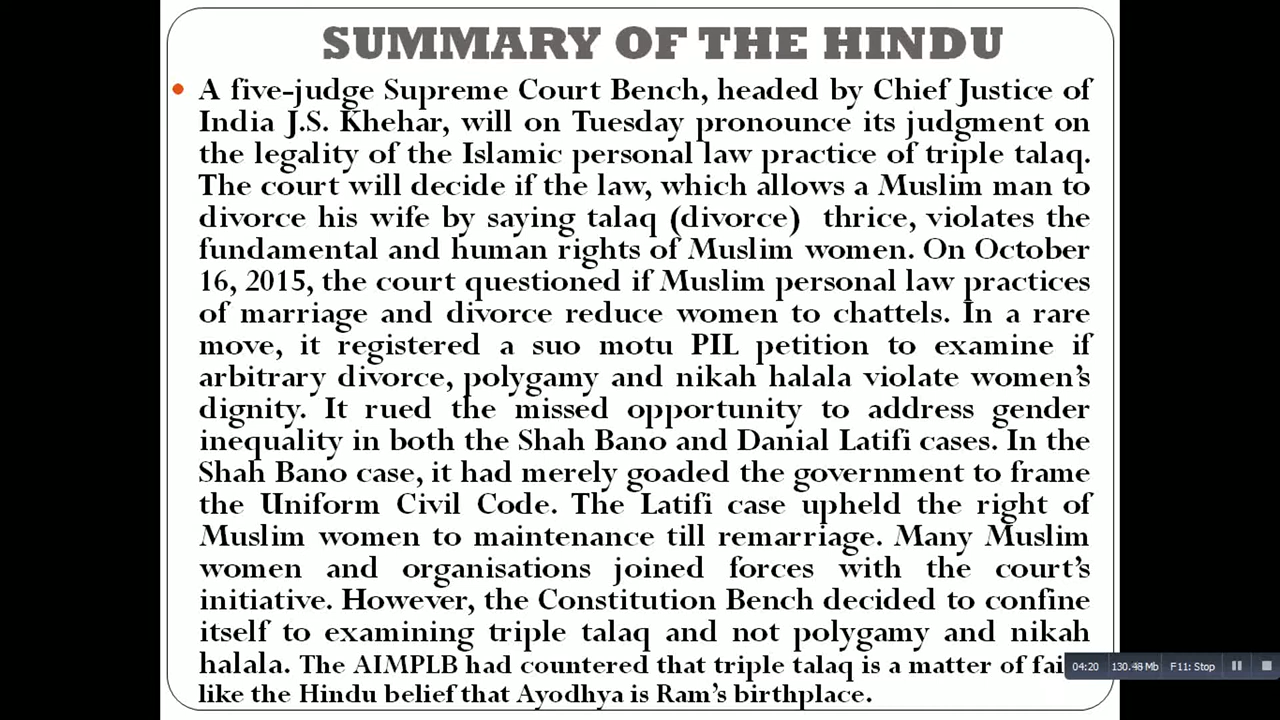 SUMMARY OF THE HINDU
• A five-judge Supreme Court Bench, headed by Chief Justice of
India J.S. Khehar, will on Tuesday pronounce its judgment on
the legality of the Islamic personal law practice of triple talaq.
The court will decide if the law, which allows a Muslim man to
divorce his wife by saying talaq (divorce) thrice, violates the
fundamental and human rights of Muslim women. On October
16, 2015, the court questioned if Muslim personal law practices
of marriage and divorce reduce women to chattels. In a rare
move, it registered a suo motu PIL petition to examine if
arbitrary divorce, polygamy and nikah halala violate women's
dignity. It rued the missed opportunity to address gender
inequality in both the Shah Bano and Danial Latifi cases. In the
Shah Bano case, it had merely goaded the government to frame
the Uniform Civil Code. The Latifi case upheld the right of
Muslim women to maintenance till remarriage. Many Muslim
women and organisations joined forces with the court's
initiative. However, the Constitution Bench decided to confine
itself to examining triple talaq and not polygamy and nikah
halala. The AIMPLB had countered that triple talaq is a matter of
like the Hindu belief that Ayodhya is Ram's birthplace.
04:20 F11: Stop